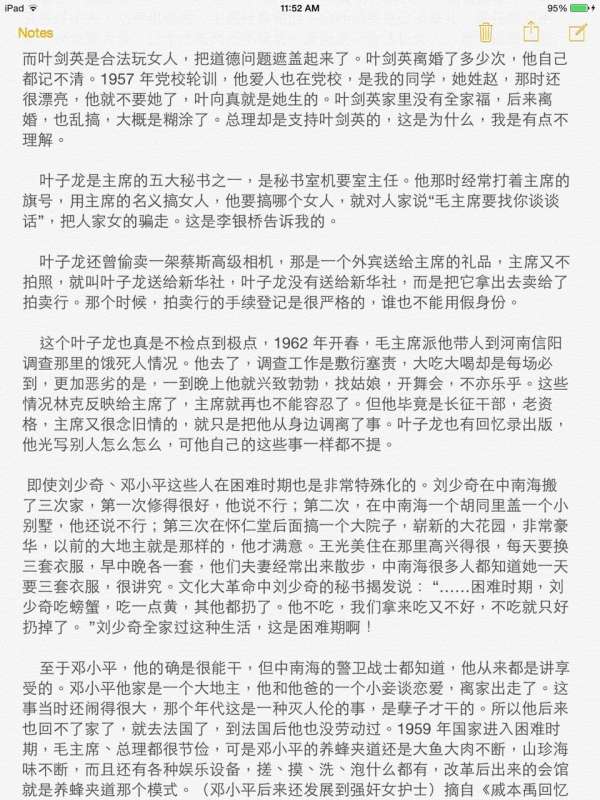 iPad
11:52 AM
95%
Notes
而叶剑英是合法玩女人，把道德问题遮盖起来了。叶剑英离婚了多少次，他自己
都记不清。1957 年党校轮训，他爱人也在党校，是我的同学，她姓赵，那时还
很漂亮，他就不要她了，叶向真就是她生的。叶剑英家里没有全家福，后来离
婚，也乱搞，大概是糊涂了。总理却是支持叶剑英的，这是为什么，我是有点不
理解。
叶子龙是主席的五大秘书之一，是秘书室机要室主任。他那时经常打着主席的
旗号，用主席的名义搞女人，他要搞哪个女人，就对人家说“毛主席要找你谈谈
话”，把人家女的骗走。这是李银桥告诉我的。
叶子龙还曾偷卖一架蔡斯高级相机，那是一个外宾送给主席的礼品，主席又不
拍照，就叫叶子龙送给新华社，叶子龙没有送给新华社，而是把它拿出去卖给了
拍卖行。那个时候，拍卖行的手续登记是很严格的，谁也不能用假身份。
这个叶子龙也真是不检点到极点，1962 年开春，毛主席派他带人到河南信阳
调查那里的饿死人情况。他去了，调查工作是敷衍塞责，大吃大喝却是每场必
到，更加恶劣的是，一到晚上他就兴致勃勃，找姑娘，开舞会，不亦乐乎。这些
情况林克反映给主席了，主席就再也不能容忍了。但他毕竟是长征干部，老资
格，主席又很念旧情的，就只是把他从身边调离了事。叶子龙也有回忆录出版，
他光写别人怎么怎么，可他自己的这些事一样都不提。
即使刘少奇、邓小平这些人在困难时期也是非常特殊化的。刘少奇在中南海搬
了三次家，第一次修得很好，他说不行；第二次，在中南海一个胡同里盖一个小
别墅，他还说不行；第三次在怀仁堂后面搞一个大院子，崭新的大花园，非常豪
华，以前的大地主就是那样的，他才满意。王光美住在那里高兴得很，每天要换
三套衣服，早中晚各一套，他们夫妻经常出来散步，中南海很多人都知道她一天
要三套衣服，很讲究。文化大革命中刘少奇的秘书揭发说： “……困难时期，刘
少奇吃螃蟹，吃一点黄，其他都扔了。他不吃，我们拿来吃又不好，不吃就只好
扔掉了。 ”刘少奇全家过这种生活，这是困难期啊！
至于邓小平，他的确是很能干，但中南海的警卫战士都知道，他从来都是讲享
受的。邓小平他家是一个大地主，他和他爸的一个小妾谈恋爱，离家出走了。这
事当时还闹得很大，那个年代这是一种灭人伦的事，是孽子才干的。所以他后来
也回不了家了，就去法国了，到法国后他也没劳动过。1959 年国家进入困难时
期，毛主席、总理都很节俭，可是邓小平的养蜂夹道还是大鱼大肉不断，山珍海
味不断，而且还有各种娱乐设备，搓、摸、洗、泡什么都有，改革后出来的会馆
就是养蜂夹道那个模式。（邓小平后来还发展到强奸女护士）摘自《戚本禹回忆